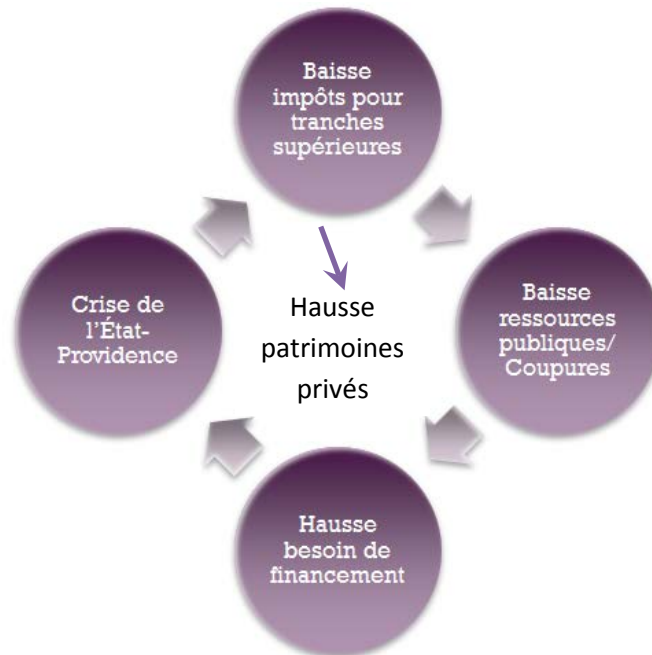 Baisse
impôts pour
tranches
supérieures
Baisse
ressources
publiques/
Coupures
Hausse
besoin de
financement
Crise de
l'État-
Providence
Hausse
patrimoines
privés